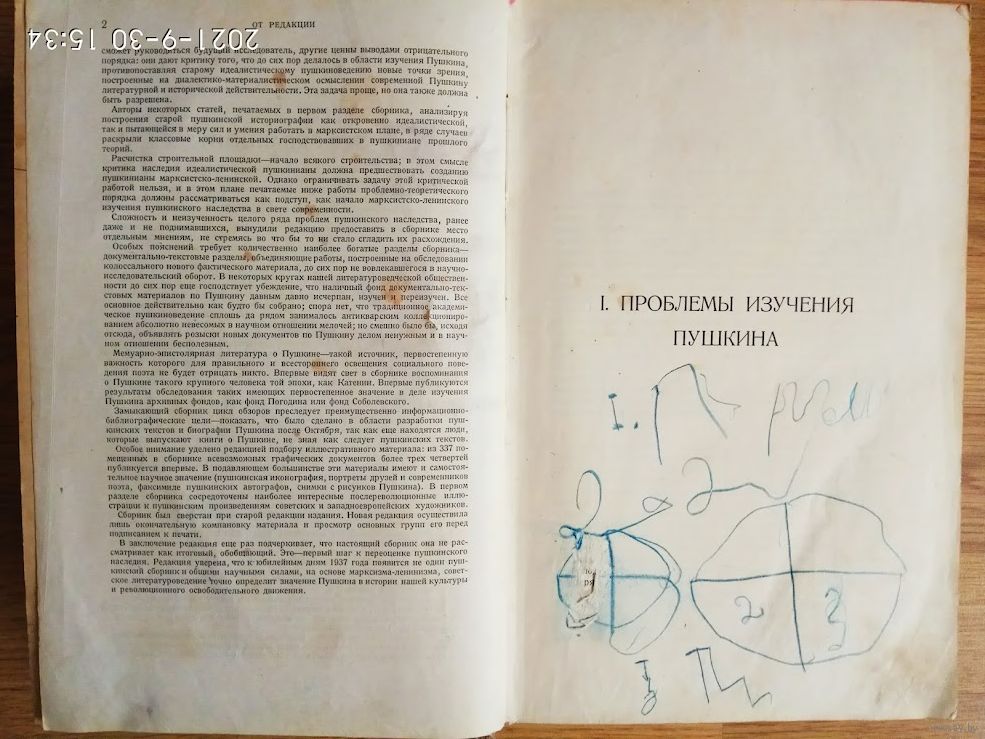 2 ОТ РЕДАКЦИИ
2021-9-30 15:34
сможет руководиться будущий исследователь, другие ценны выводами отрицательного
порядка: они дают критику того, что до сих пор делалось в области изучения Пушкина,
противопоставляя старому идеалистическому пушкиноведению новые точки зрения,
построенные на диалектико-материалистическом осмыслении современной Пушкину
литературной и исторической действительности. Эта задача проще, но она также должна
быть разрешена.
Авторы некоторых статей, печатаемых в первом разделе сборника, анализируя
построения старой пушкинской историографии как откровенно идеалистической,
так и пытающейся в меру сил и умения работать в марксистском плане, в ряде случаев
раскрыли классовые корни отдельных господствовавших в пушкиниане прошлого
теорий.
Расчистка строительной площадки—начало всякого строительства; в этом смысле
критика наследия идеалистической пушкинианы должна предшествовать созданию
пушкинианы марксистско-ленинской. Однако ограничивать задачу этой критической
работой нельзя, и в этом плане печатаемые ниже работы проблемно-теоретического
порядка должны рассматриваться как подступ, как начало марксистско-ленинского
изучения пушкинского наследства в свете современности.
Сложность и неизученность целого ряда проблем пушкинского наследства, ранее
даже и не поднимавшихся, вынудили редакцию предоставить в сборнике место
отдельным мнениям, не стремясь во что бы то ни стало сгладить их расхождения.
Особых пояснений требует количественно наиболее богатые разделы сборника—
документально-текстовые разделы, объединяющие работы, построенные на обследовании
колоссального нового фактического материала, до сих пор не вовлекавшегося в научно-
исследовательский оборот. В некоторых кругах нашей литературоведческой обществен-
ности до сих пор еще господствует убеждение, что наличный фонд документально-тек-
стовых материалов по Пушкину давным давно исчерпан, изучен и переизучен. Все
основное действительно как будто бы собрано; спора нет, что традиционное академи-
ческое пушкиноведение сплошь да рядом занималось антикварским коллекциониро-
ванием абсолютно невесомых в научном отношении мелочей; но смешно было бы, исходя
отсюда, объявлять розыски новых документов по Пушкину делом ненужным и в науч-
ном отношении бесполезным.
Мемуарно-эпистолярная литература о Пушкине—такой источник, первостепенную
важность которого для правильного и всестороннего освещения социального пове-
дения поэта не будет отрицать никто. Впервые видят свет в сборнике воспоминания
о Пушкине такого крупного человека той эпохи, как Катенин. Впервые публикуются
результаты обследования таких имеющих первостепенное значение в деле изучения
Пушкина архивных фондов, как фонд Погодина или фонд Соболевского.
Замыкающий сборник цикл обзоров преследует преимущественно информационно-
библиографические цели—показать, что было сделано в области разработки пуш-
кинских текстов и биографии Пушкина после Октября, так как еще находятся люди,
которые выпускают книги о Пушкине, не зная как следует пушкинских текстов.
Особое внимание уделено редакцией подбору иллюстративного материала: из 337 по-
мещенных в сборнике всевозможных графических документов более трех четвертей
публикуется впервые. В подавляющем большинстве эти материалы имеют и самостоя-
тельное научное значение (пушкинская иконография, портреты друзей и современников
поэта, факсимиле пушкинских автографов, снимки с рисунков Пушкина). В первом
разделе сборника сосредоточены наиболее интересные послереволюционные иллю-
страции к пушкинским произведениям советских и западноевропейских художников.
Сборник был сверстан при старой редакции издания. Новая редакция осуществила
лишь окончательную компановку материала и просмотр основных групп его перед
подписанием к печати.
В заключение редакция еще раз подчеркивает, что настоящий сборник она не рас-
сматривает как итоговый, обобщающий. Это—первый шаг к переоценке пушкинского
наследия. Редакция уверена, что к юбилейным дням 1937 года появится не один пуш-
кинский сборник и общими научными силами, на основе марксизма-ленинизма, совет-
ское литературоведение точно определит значение Пушкина в истории нашей культуры
и революционного освободительного движения.
I. ПРОБЛЕМЫ ИЗУЧЕНИЯ
ПУШКИНА
I.
2 3